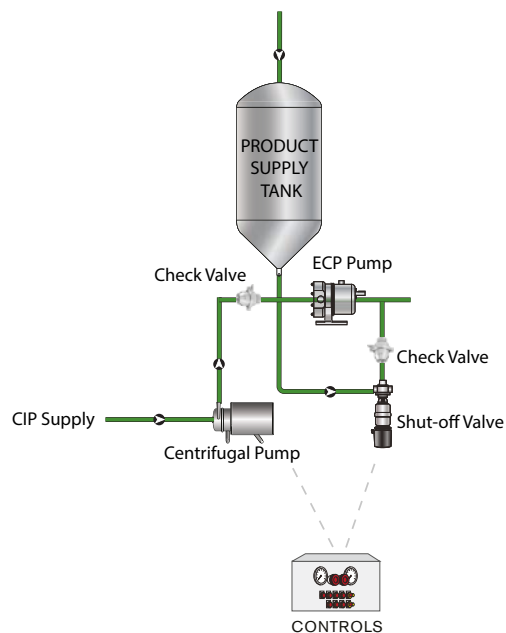 PRODUCT
SUPPLY
TANK
ECP Pump
Check Valve
Check Valve
CIP Supply
Shut-off Valve
Centrifugal Pump
CONTROLS